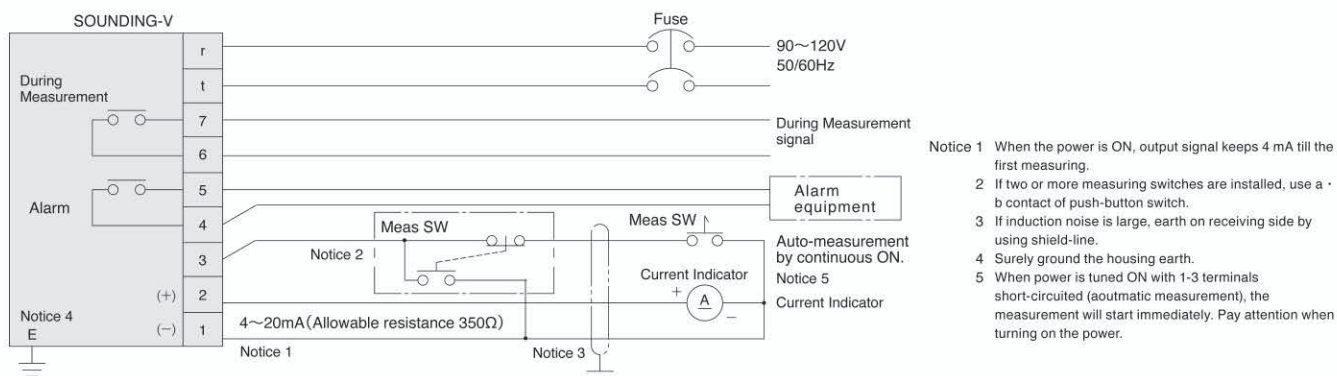 SOUNDING-V
Fuse
r
90～120V
50/60Hz
During
Measurement
t
7
During Measurement
signal
6
5
Alarm
equipment
Alarm
4
Meas SW
Meas SW
3
Notice 2
Auto-measurement
by continuous ON.
Notice 5
Current Indicator
(+)
2
+
A
−
Current Indicator
Notice 4
E
(−)
1
4～20mA(Allowable resistance 350Ω)
Notice 1
Notice 3
Notice 1 When the power is ON, output signal keeps 4 mA till the
first measuring.
2 If two or more measuring switches are installed, use a・
b contact of push-button switch.
3 If induction noise is large, earth on receiving side by
using shield-line.
4 Surely ground the housing earth.
5 When power is tuned ON with 1-3 terminals
short-circuited (aoutmatic measurement), the
measurement will start immediately. Pay attention when
turning on the power.